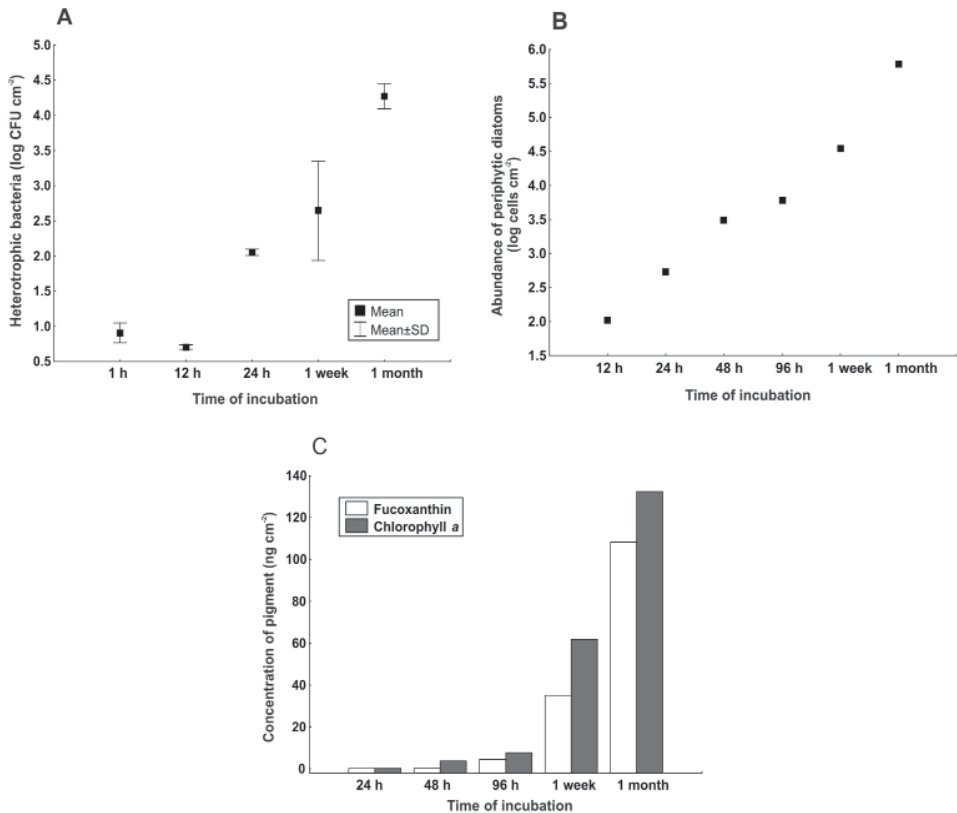 A
Heterotrophic bacteria (log CFU cm⁻²)
5.0
4.5
4.0
3.5
3.0
2.5
2.0
1.5
1.0
0.5
Mean
Mean±SD
1 h 12 h 24 h 1 week 1 month
Time of incubation
B
Abundance of periphytic diatoms
(log cells cm⁻²)
6.0
5.5
5.0
4.5
4.0
3.5
3.0
2.5
2.0
1.5
12 h 24 h 48 h 96 h 1 week 1 month
Time of incubation
C
Concentration of pigment (ng cm⁻²)
140
120
100
80
60
40
20
0
Fucoxanthin
Chlorophyll a
24 h 48 h 96 h 1 week 1 month
Time of incubation